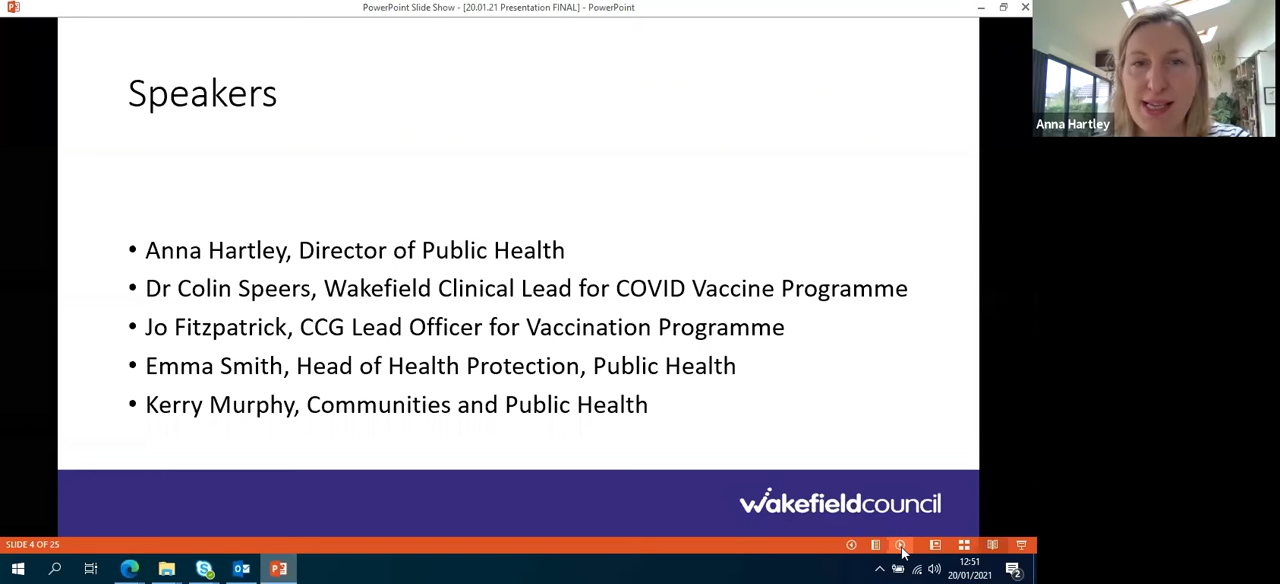 PowerPoint Slide Show - [20.01.21 Presentation FINAL] - PowerPoint
Speakers
Anna Hartley
• Anna Hartley, Director of Public Health
• Dr Colin Speers, Wakefield Clinical Lead for COVID Vaccine Programme
• Jo Fitzpatrick, CCG Lead Officer for Vaccination Programme
• Emma Smith, Head of Health Protection, Public Health
• Kerry Murphy, Communities and Public Health
wakefieldcouncil
SLIDE 4 OF 25
12:51
20/01/2021
2